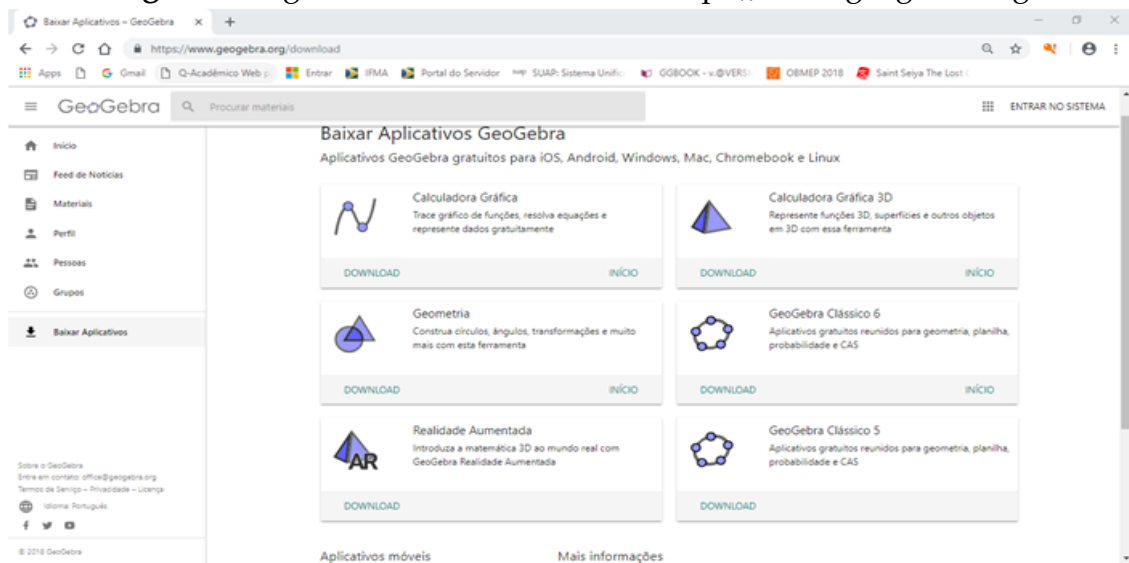 Baixar Aplicativos – GeoGebra
https://www.geogebra.org/download
Apps Gmail Q-Acadêmico Web p Entrar IFMA Portal do Servidor SUAP: Sistema Unific GGBOOK - v.@VERS OBMEP 2018 Saint Seiya The Lost
GeoGebra Procurar materiais ENTRAR NO SISTEMA
Início
Feed de Notícias
Materiais
Perfil
Pessoas
Grupos
Baixar Aplicativos
Sobre o GeoGebra
Entre em contato: office@geogebra.org
Termos de Serviço – Privacidade – Licença
Idioma: Português
© 2018 GeoGebra
Baixar Aplicativos GeoGebra
Aplicativos GeoGebra gratuitos para iOS, Android, Windows, Mac, Chromebook e Linux
Calculadora Gráfica
Trace gráfico de funções, resolva equações e
represente dados gratuitamente
DOWNLOAD INÍCIO
Calculadora Gráfica 3D
Represente funções 3D, superfícies e outros objetos
em 3D com essa ferramenta
DOWNLOAD INÍCIO
Geometria
Construa círculos, ângulos, transformações e muito
mais com esta ferramenta
DOWNLOAD INÍCIO
GeoGebra Clássico 6
Aplicativos gratuitos reunidos para geometria, planilha,
probabilidade e CAS
DOWNLOAD INÍCIO
AR
Realidade Aumentada
Introduza a matemática 3D ao mundo real com
GeoGebra Realidade Aumentada
DOWNLOAD
GeoGebra Clássico 5
Aplicativos gratuitos reunidos para geometria, planilha,
probabilidade e CAS
DOWNLOAD
Aplicativos móveis Mais informações